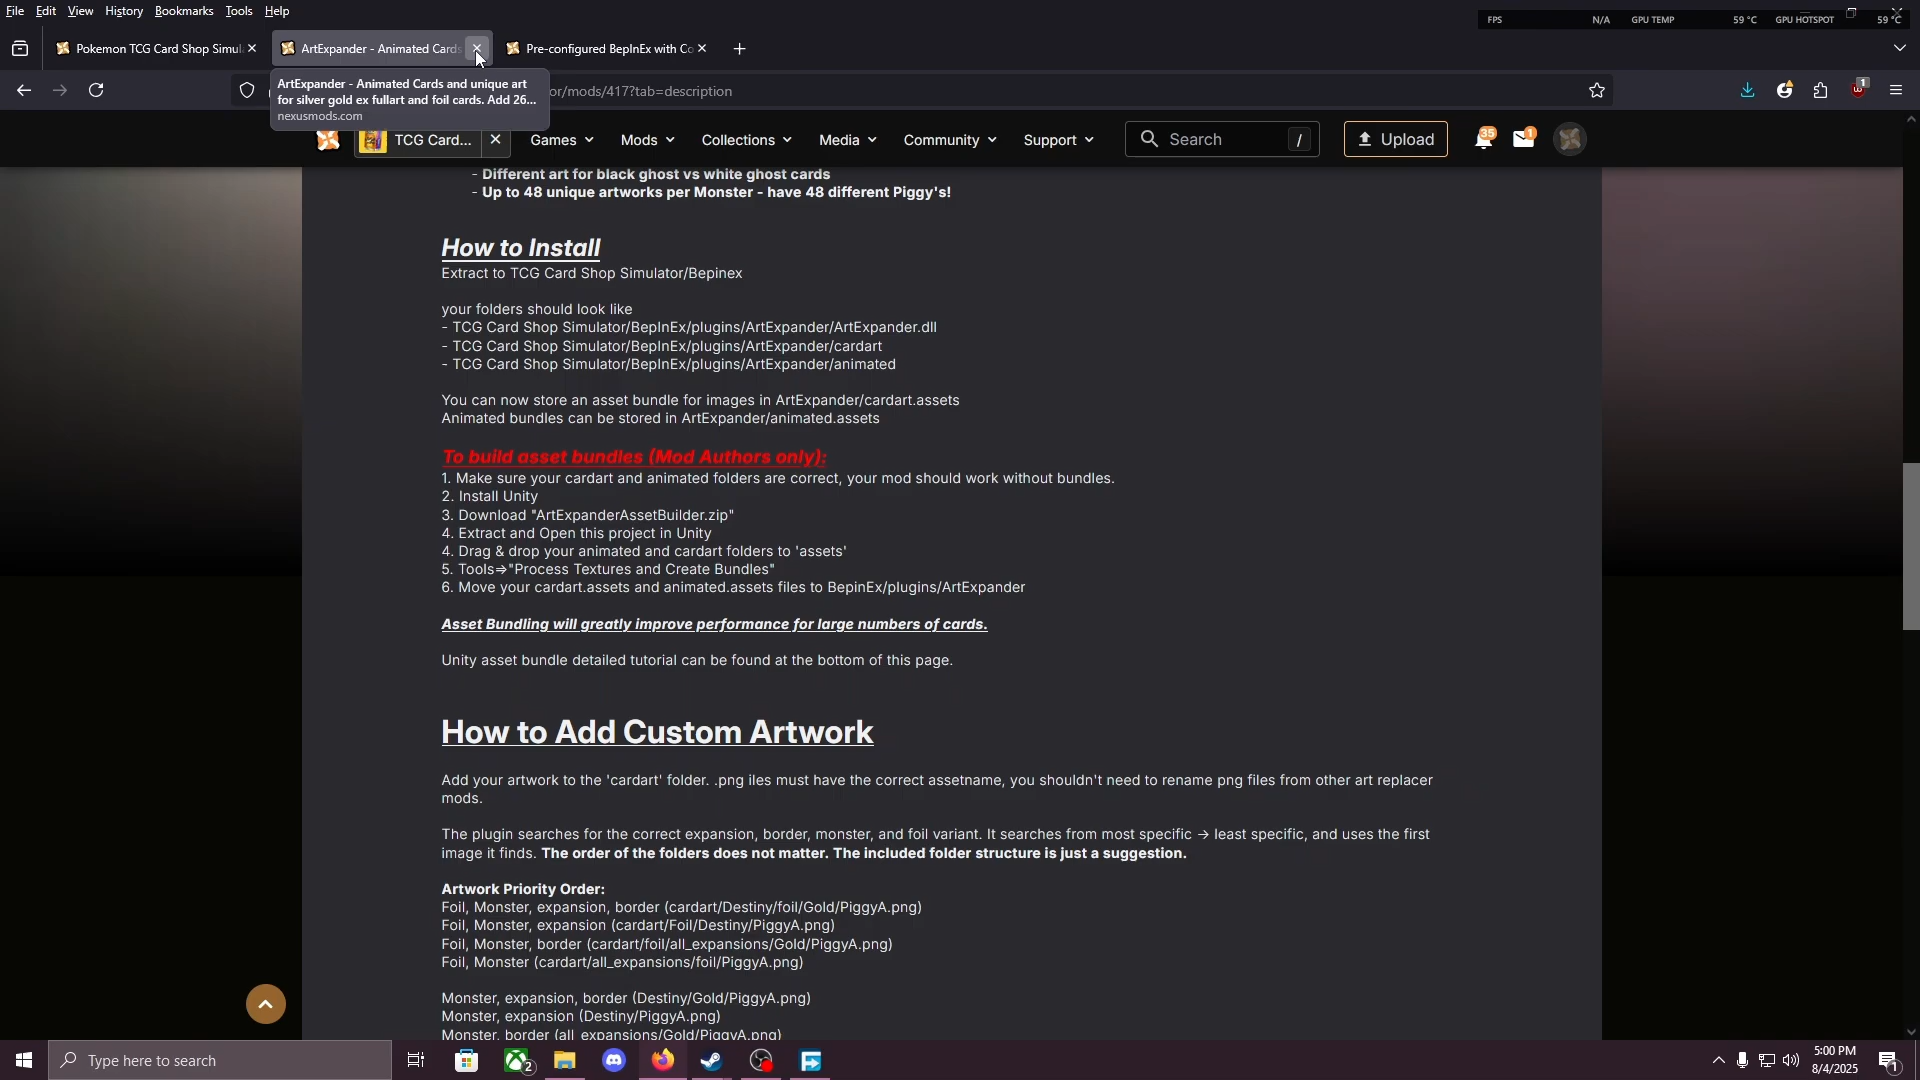 File Edit View History Bookmarks Tools Help
FPS N/A GPU TEMP 59 °C GPU HOTSPOT 59 °C
Pokemon TCG Card Shop Simul
ArtExpander - Animated Cards
Pre-configured BepInEx with Co
or/mods/417?tab=description
1
ArtExpander - Animated Cards and unique art
for silver gold ex fullart and foil cards. Add 26...
nexusmods.com
TCG Card... Games Mods Collections Media Community Support Search / Upload 35 1
- Different art for black ghost vs white ghost cards
- Up to 48 unique artworks per Monster - have 48 different Piggy's!
How to Install
Extract to TCG Card Shop Simulator/Bepinex
your folders should look like
- TCG Card Shop Simulator/BepInEx/plugins/ArtExpander/ArtExpander.dll
- TCG Card Shop Simulator/BepInEx/plugins/ArtExpander/cardart
- TCG Card Shop Simulator/BepInEx/plugins/ArtExpander/animated
You can now store an asset bundle for images in ArtExpander/cardart.assets
Animated bundles can be stored in ArtExpander/animated.assets
To build asset bundles (Mod Authors only):
1. Make sure your cardart and animated folders are correct, your mod should work without bundles.
2. Install Unity
3. Download "ArtExpanderAssetBuilder.zip"
4. Extract and Open this project in Unity
4. Drag & drop your animated and cardart folders to 'assets'
5. Tools=>"Process Textures and Create Bundles"
6. Move your cardart.assets and animated.assets files to BepinEx/plugins/ArtExpander
Asset Bundling will greatly improve performance for large numbers of cards.
Unity asset bundle detailed tutorial can be found at the bottom of this page.
How to Add Custom Artwork
Add your artwork to the 'cardart' folder. .png iles must have the correct assetname, you shouldn't need to rename png files from other art replacer
mods.
The plugin searches for the correct expansion, border, monster, and foil variant. It searches from most specific -> least specific, and uses the first
image it finds. The order of the folders does not matter. The included folder structure is just a suggestion.
Artwork Priority Order:
Foil, Monster, expansion, border (cardart/Destiny/foil/Gold/PiggyA.png)
Foil, Monster, expansion (cardart/Foil/Destiny/PiggyA.png)
Foil, Monster, border (cardart/foil/all_expansions/Gold/PiggyA.png)
Foil, Monster (cardart/all_expansions/foil/PiggyA.png)
Monster, expansion, border (Destiny/Gold/PiggyA.png)
Monster, expansion (Destiny/PiggyA.png)
Monster, border (all_expansions/Gold/PiggyA.png)
Type here to search
2
5:00 PM
8/4/2025
1